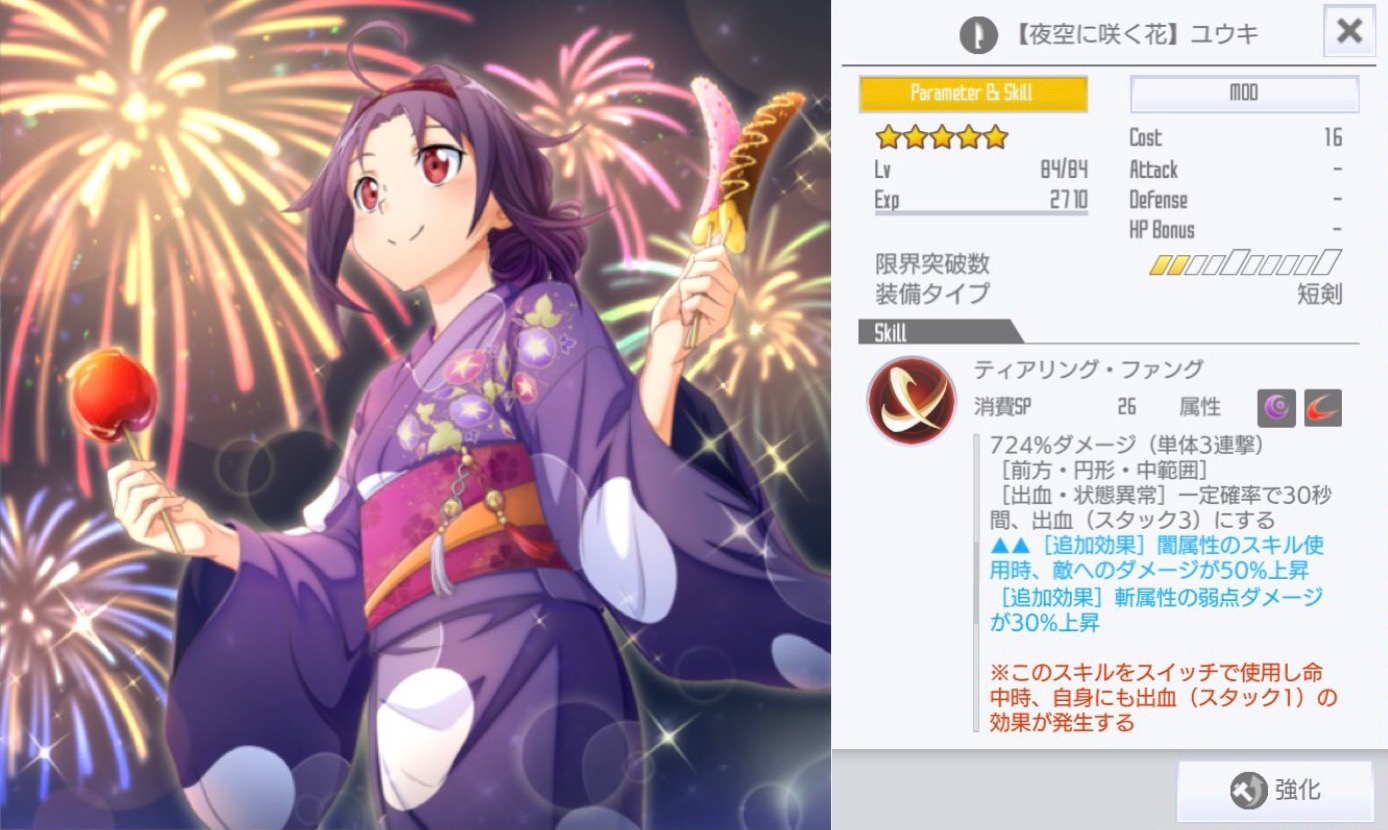 【夜空に咲く花】ユウキ
Parameter & Skill
MOD
Lv 84/84
Exp 2710
Cost 16
Attack -
Defense -
HP Bonus -
限界突破数
装備タイプ 短剣
Skill
ティアリング・ファング
消費SP 26 属性
724%ダメージ（単体3連撃）
［前方・円形・中範囲］
［出血・状態異常］一定確率で30秒
間、出血（スタック3）にする
▲▲［追加効果］闇属性のスキル使
用時、敵へのダメージが50%上昇
［追加効果］斬属性の弱点ダメージ
が30%上昇
※このスキルをスイッチで使用し命
中時、自身にも出血（スタック1）の
効果が発生する
強化